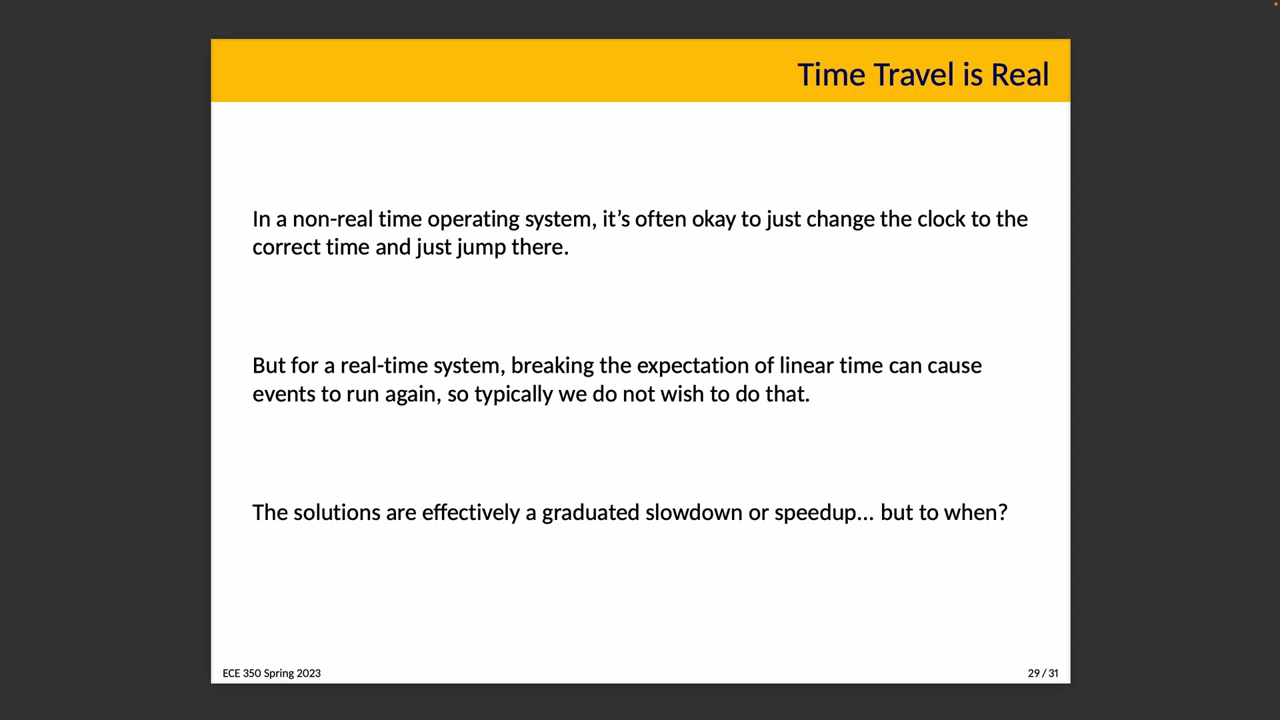 Time Travel is Real
In a non-real time operating system, it’s often okay to just change the clock to the
correct time and just jump there.
But for a real-time system, breaking the expectation of linear time can cause
events to run again, so typically we do not wish to do that.
The solutions are effectively a graduated slowdown or speedup... but to when?
ECE 350 Spring 2023
29 / 31